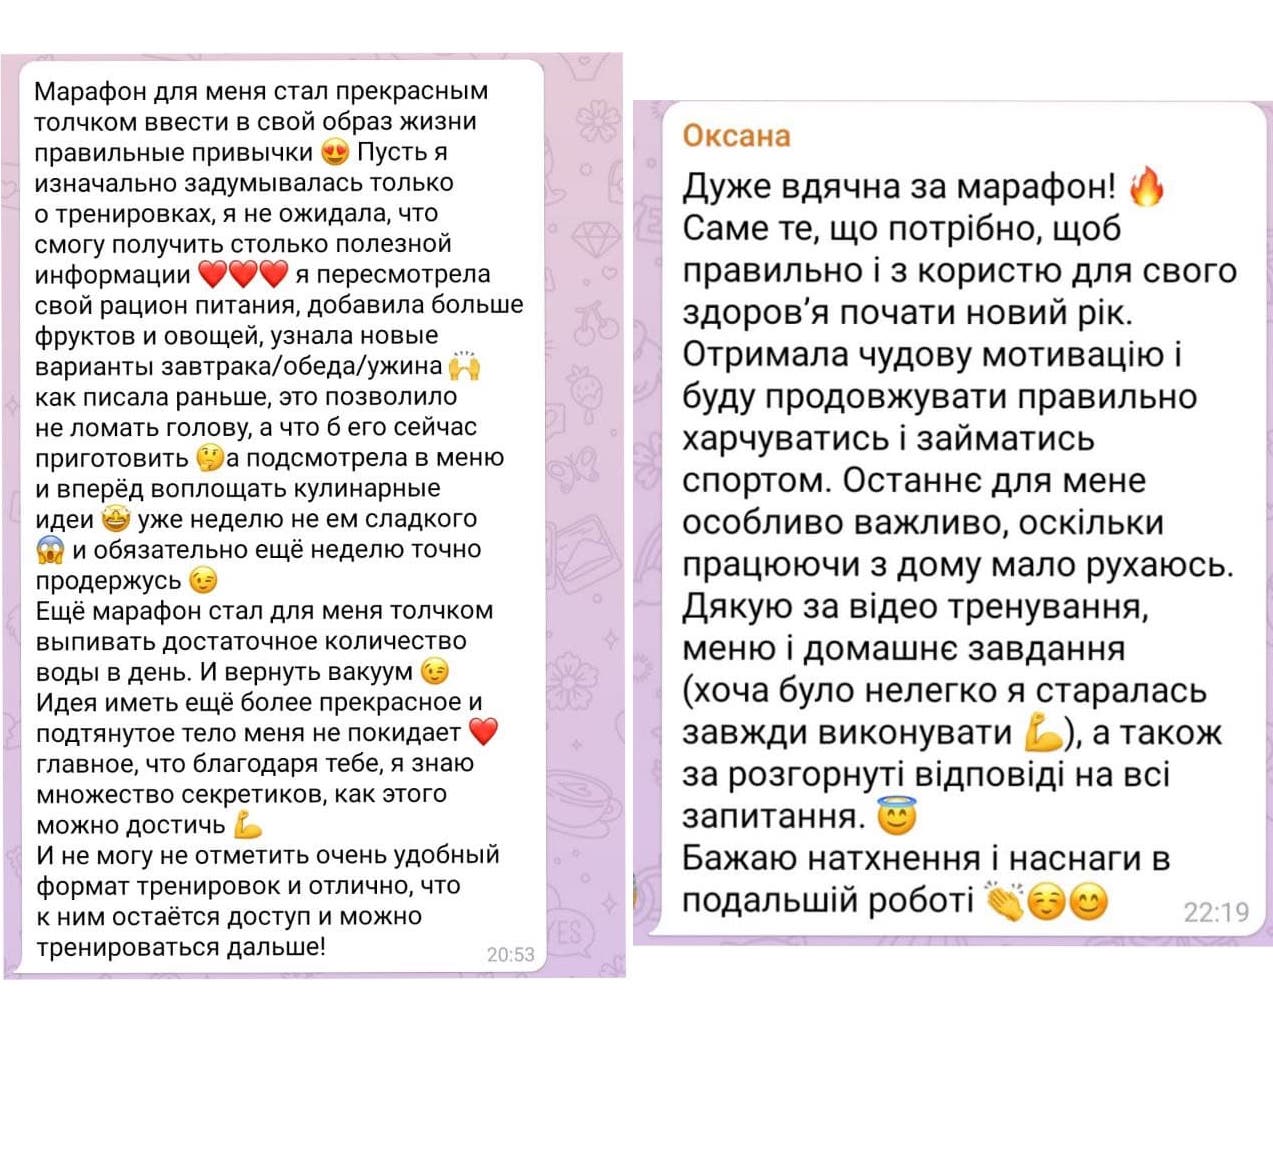 Марафон для меня стал прекрасным
толчком ввести в свой образ жизни
правильные привычки 😍 Пусть я
изначально задумывалась только
о тренировках, я не ожидала, что
смогу получить столько полезной
информации ❤️❤️❤️ я пересмотрела
свой рацион питания, добавила больше
фруктов и овощей, узнала новые
варианты завтрака/обеда/ужина 🙌
как писала раньше, это позволило
не ломать голову, а что б его сейчас
приготовить 🤔а подсмотрела в меню
и вперёд воплощать кулинарные
идеи 🤩 уже неделю не ем сладкого
😱 и обязательно ещё неделю точно
продержусь 😉
Ещё марафон стал для меня толчком
выпивать достаточное количество
воды в день. И вернуть вакуум 😉
Идея иметь ещё более прекрасное и
подтянутое тело меня не покидает ❤️
главное, что благодаря тебе, я знаю
множество секретиков, как этого
можно достичь 💪
И не могу не отметить очень удобный
формат тренировок и отлично, что
к ним остаётся доступ и можно
тренироваться дальше!
20:53
Оксана
Дуже вдячна за марафон! 🔥
Саме те, що потрібно, щоб
правильно і з користю для свого
здоров’я почати новий рік.
Отримала чудову мотивацію і
буду продовжувати правильно
харчуватись і займатись
спортом. Останнє для мене
особливо важливо, оскільки
працюючи з дому мало рухаюсь.
Дякую за відео тренування,
меню і домашнє завдання
(хоча було нелегко я старалась
завжди виконувати 💪), а також
за розгорнуті відповіді на всі
запитання. 😇
Бажаю натхнення і наснаги в
подальшій роботі 👏☺️😊
22:19
YES